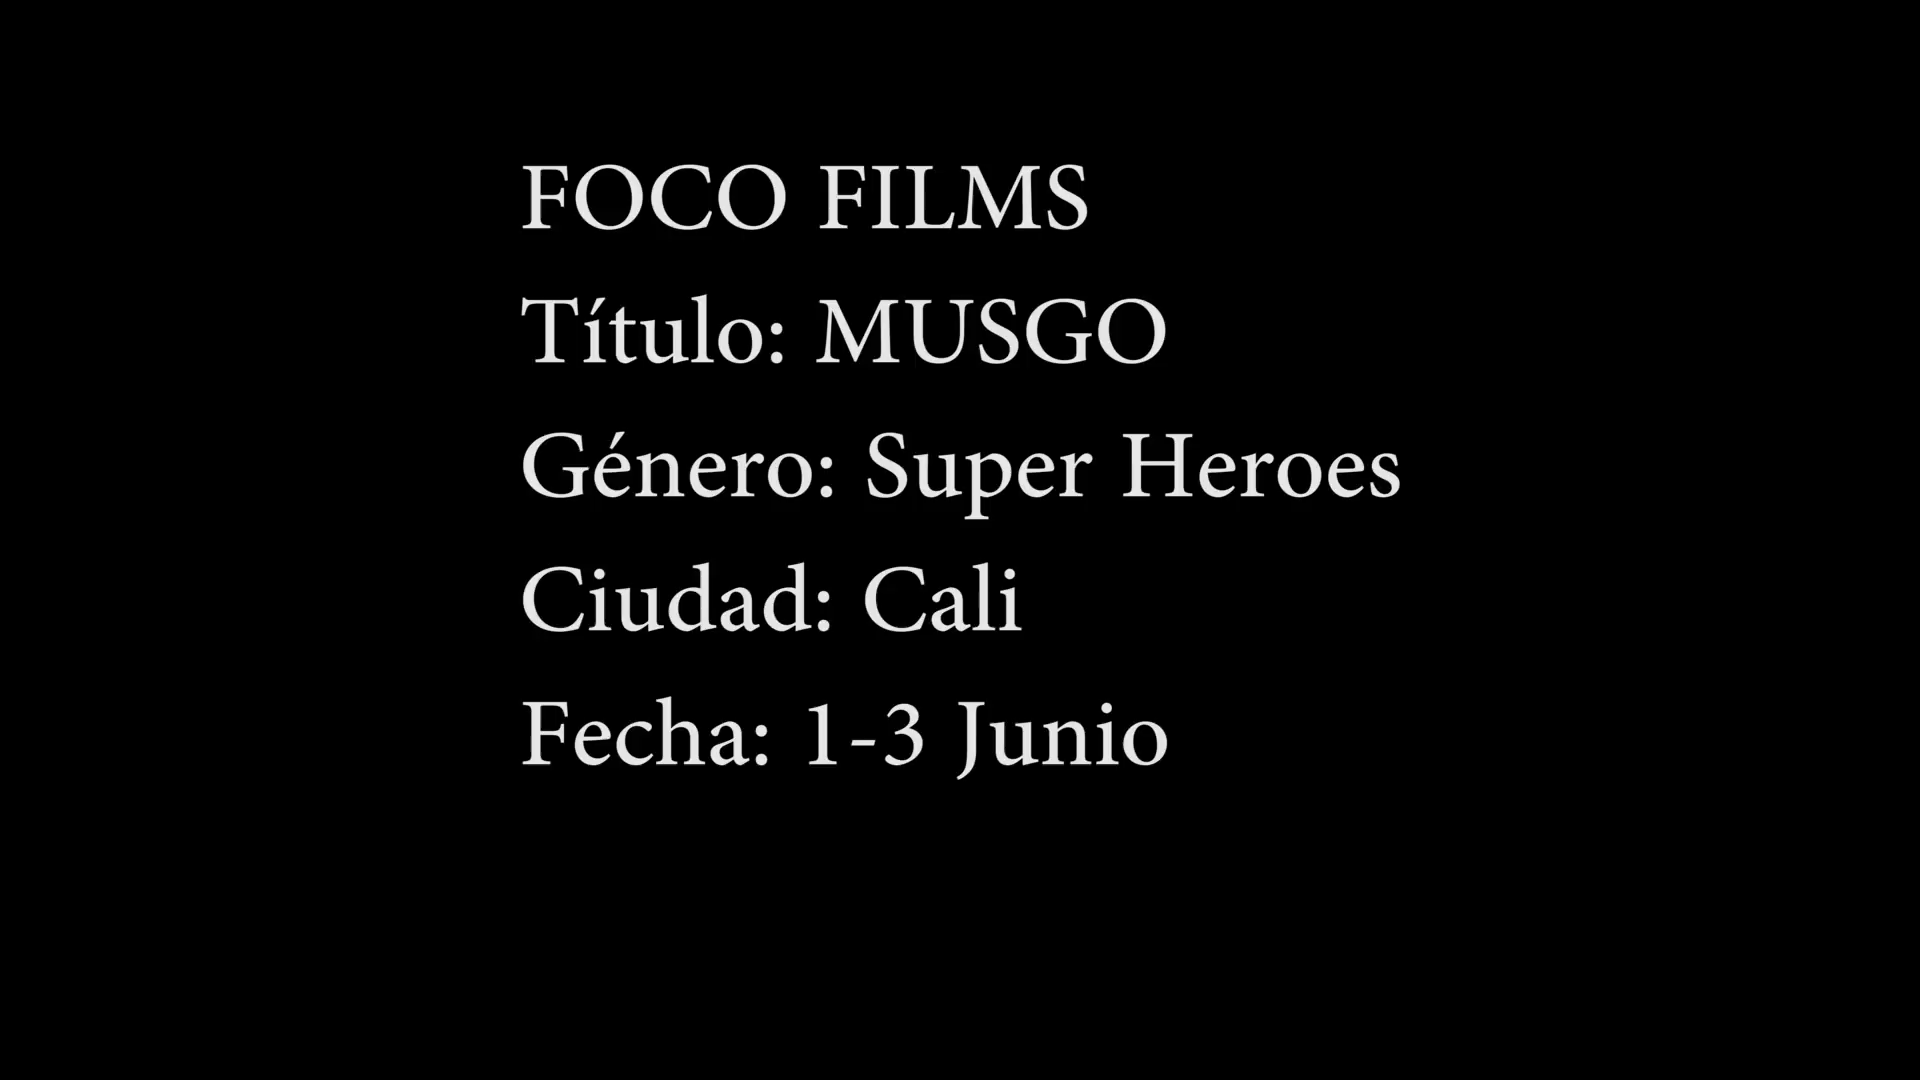 FOCO FILMS
Título: MUSGO
Género: Super Heroes
Ciudad: Cali
Fecha: 1-3 Junio